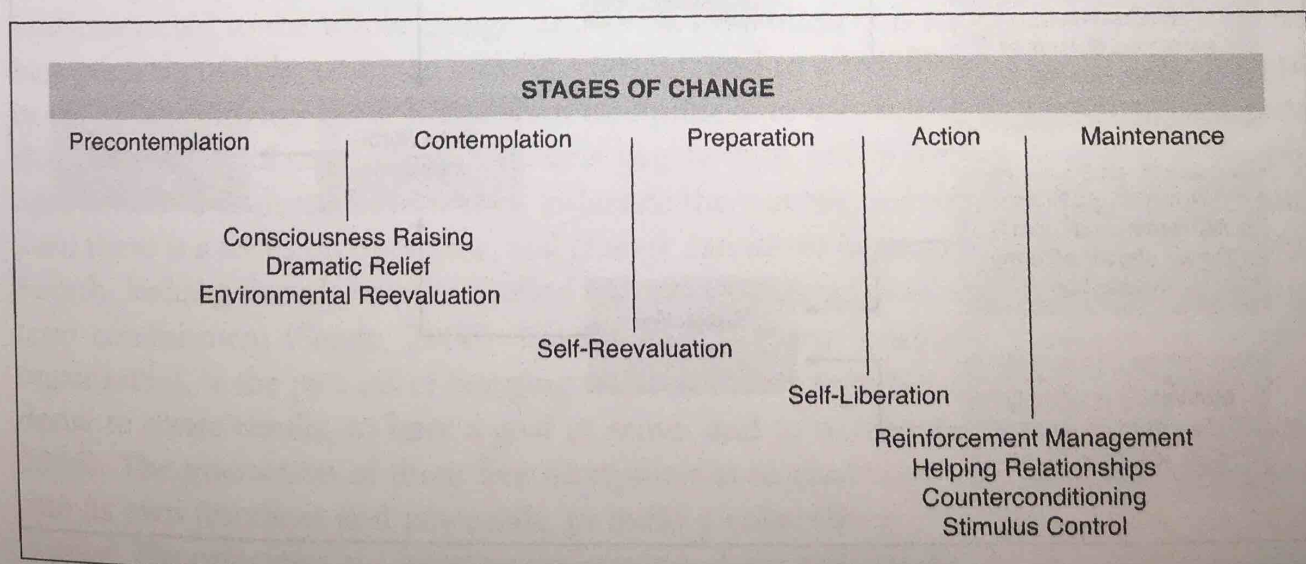 STAGES OF CHANGE
Precontemplation Contemplation Preparation Action Maintenance
Consciousness Raising
Dramatic Relief
Environmental Reevaluation
Self-Reevaluation
Self-Liberation
Reinforcement Management
Helping Relationships
Counterconditioning
Stimulus Control